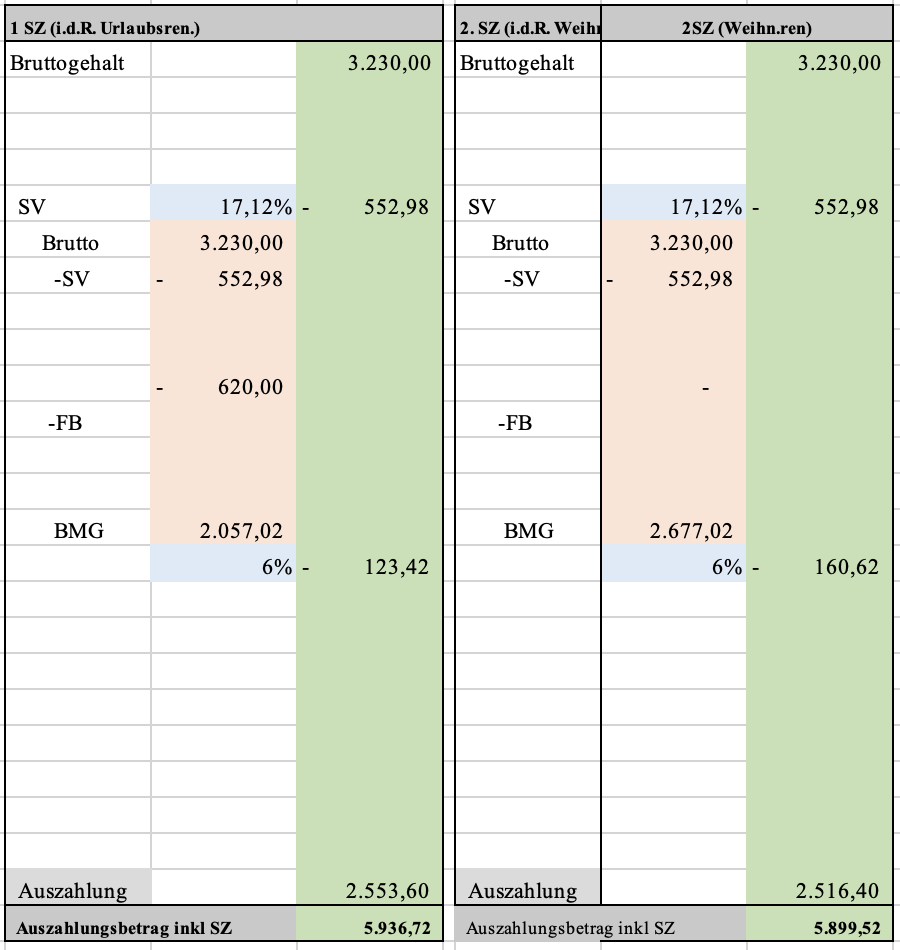 1 SZ (i.d.R. Urlaubsren.)
Bruttogehalt 3.230,00
SV 17,12% - 552,98
Brutto 3.230,00
-SV - 552,98
- 620,00
-FB
BMG 2.057,02
6% - 123,42
Auszahlung 2.553,60
Auszahlungsbetrag inkl SZ 5.936,72
2. SZ (i.d.R. Weihn 2SZ (Weihn.ren)
Bruttogehalt 3.230,00
SV 17,12% - 552,98
Brutto 3.230,00
-SV - 552,98
-
-FB
BMG 2.677,02
6% - 160,62
Auszahlung 2.516,40
Auszahlungsbetrag inkl SZ 5.899,52